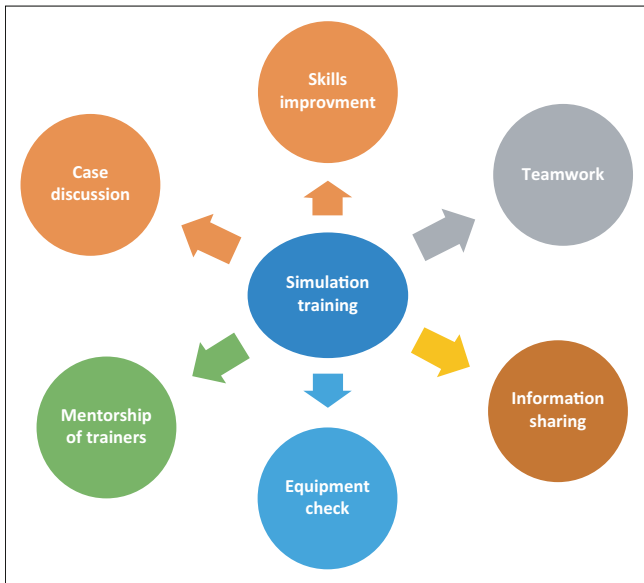 Skills
improvment
Case
discussion
Teamwork
Simulation
training
Mentorship
of trainers
Information
sharing
Equipment
check